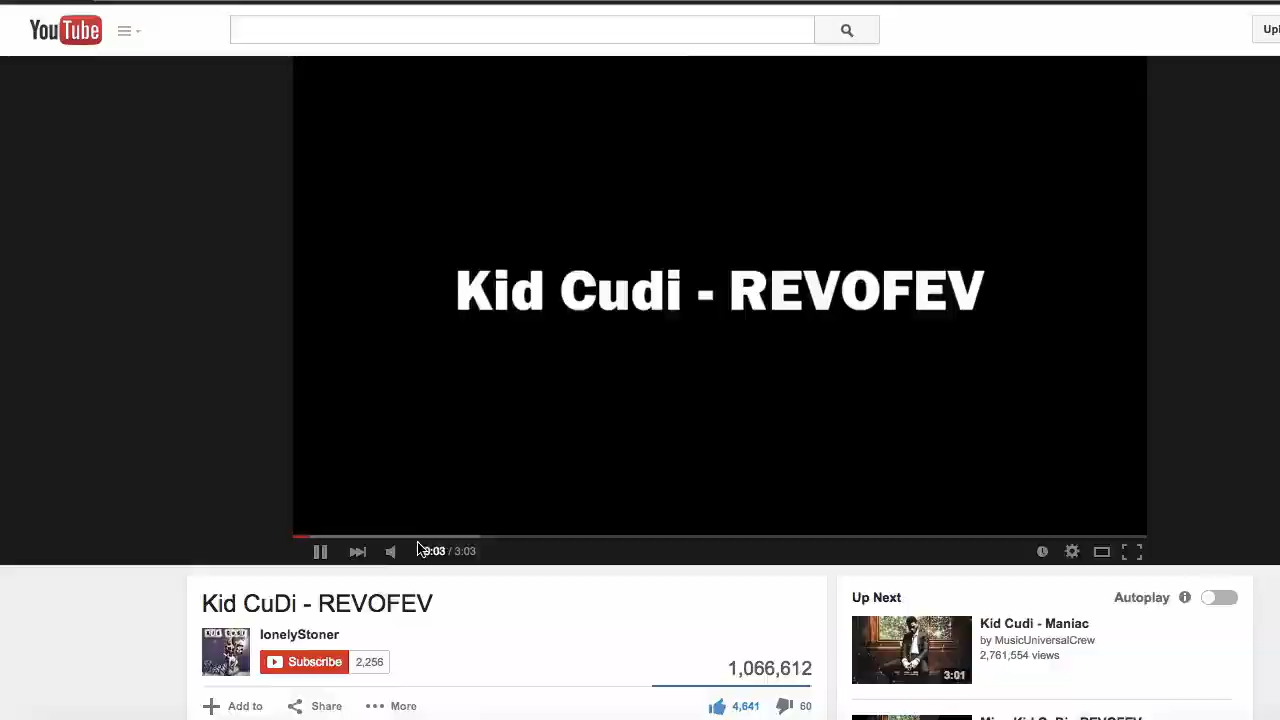 YouTube
Upl
Kid Cudi - REVOFEV
/ 3:03
Kid CuDi - REVOFEV
lonelyStoner
Subscribe 2,256
1,066,612
Add to Share More 4,641 60
Up Next Autoplay
Kid Cudi - Maniac
by MusicUniversalCrew
2,761,554 views
3:01